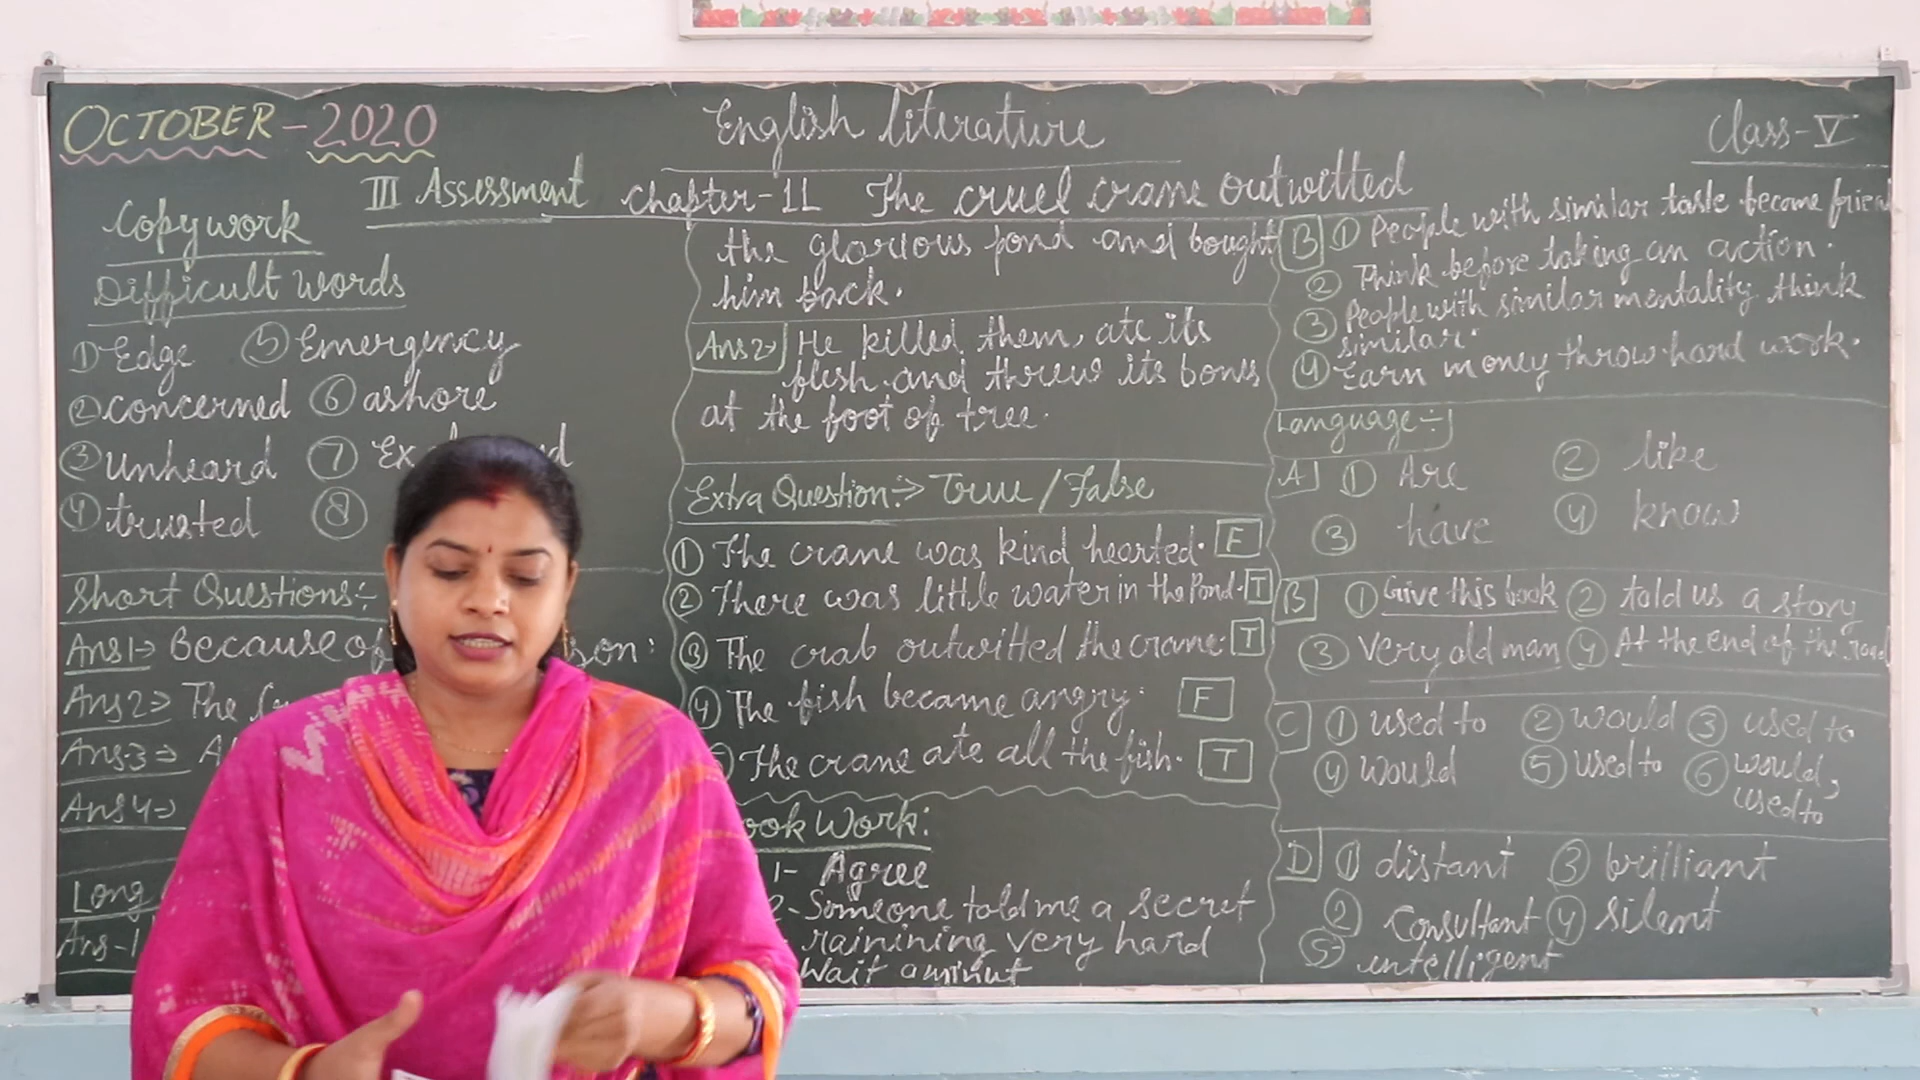 OCTOBER-2020
English literature
Class-V
III Assessment chapter-11 The cruel crane outwitted
Copy work
Difficult words
① Edge ⑤ Emergency
② concerned ⑥ ashore
③ unheard ⑦
④ trusted ⑧
Short Questions:-
Ans1→ Because of
Ans2→ The
Ans3→
Ans4→
Long
Ans-1
the glorious pond and bought
him back.
Ans2→ He killed them, ate its
flesh and threw its bones
at the foot of tree.
Extra Question:→ True/False
① The crane was kind hearted. F
② There was little water in the Pond. T
③ The crab outwitted the crane. T
④ The fish became angry. F
The crane ate all the fish. T
ook Work:
1- Agree
2- Someone told me a secret
rainining very hard
Wait a minut
B ① People with similar taste become frien
② Think before taking an action.
③ People with similar mentality think
similar.
④ Earn money throw hard work.
Language:-
A ① Are ② like
③ have ④ know
B ① Give this book ② told us a story
③ very old man ④ At the end of the road
C ① used to ② would ③ used to
④ would ⑤ used to ⑥ would,
used to
D ① distant ③ brilliant
② Consultant ④ silent
⑤ intelligent